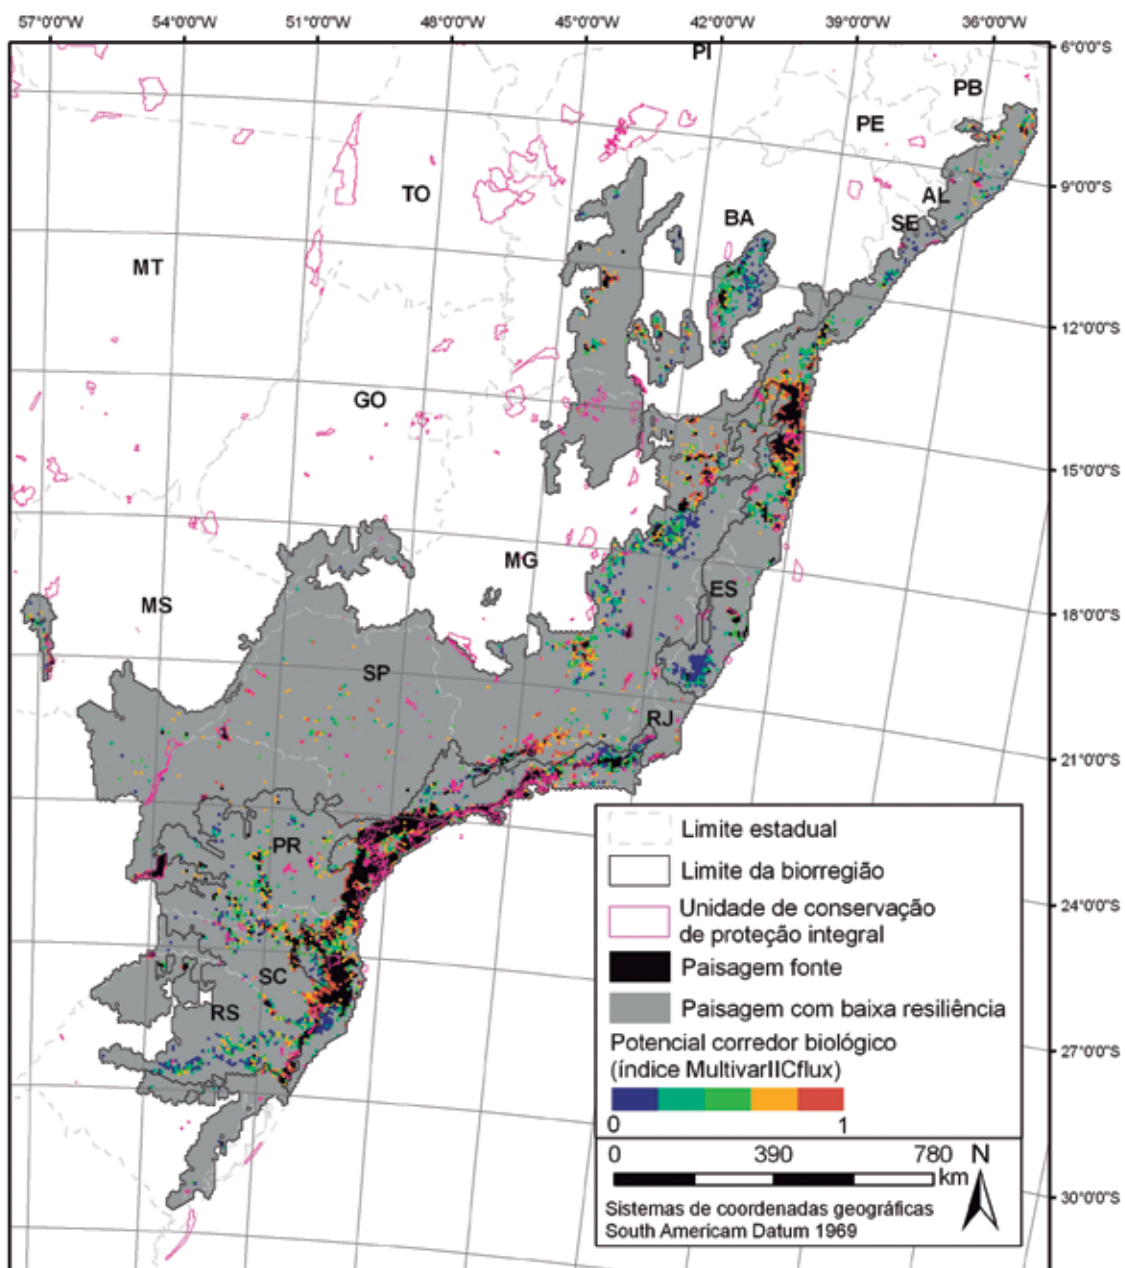 57°0'0"W 54°0'0"W 51°0'0"W 48°0'0"W 45°0'0"W 42°0'0"W 39°0'0"W 36°0'0"W
6°0'0"S
PI
PB
PE
9°0'0"S
TO
AL
BA
SE
MT
12°0'0"S
GO
15°0'0"S
MG
ES
MS
18°0'0"S
SP
RJ
21°0'0"S
PR
24°0'0"S
SC
RS
27°0'0"S
30°0'0"S
Limite estadual
Limite da biorregião
Unidade de conservação
de proteção integral
Paisagem fonte
Paisagem com baixa resiliência
Potencial corredor biológico
(índice MultivarIICflux)
0 1
0 390 780
km
N
Sistemas de coordenadas geográficas
South Americam Datum 1969